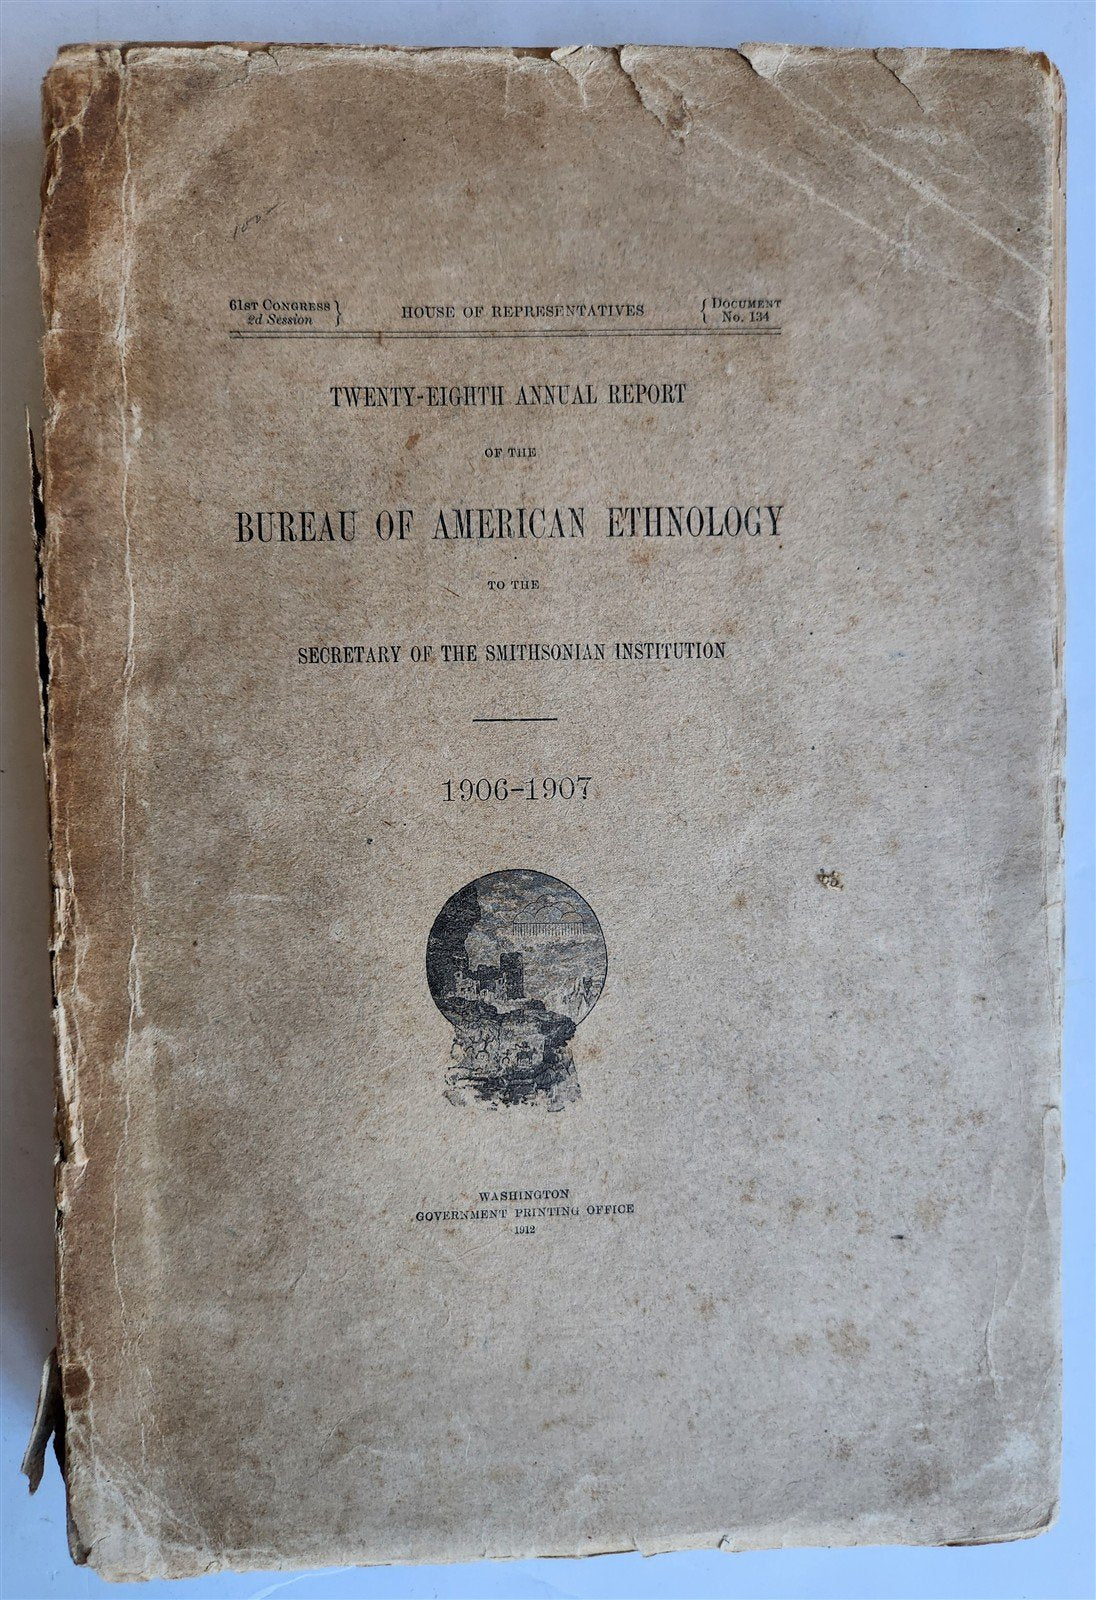 61ST CONGRESS } HOUSE OF REPRESENTATIVES { DOCUMENT
2d Session } { No. 134
TWENTY-EIGHTH ANNUAL REPORT
OF THE
BUREAU OF AMERICAN ETHNOLOGY
TO THE
SECRETARY OF THE SMITHSONIAN INSTITUTION
1906-1907
WASHINGTON
GOVERNMENT PRINTING OFFICE
1912